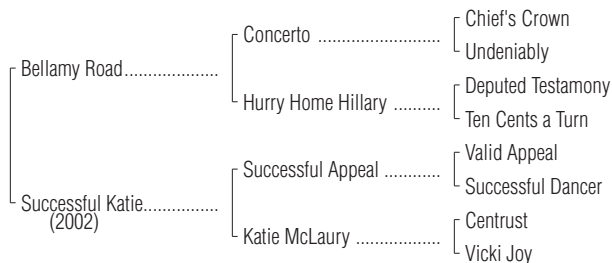 Chief's Crown
Concerto ........................
Undeniably
Bellamy Road....................
Deputed Testamony
Hurry Home Hillary ..........
Ten Cents a Turn
Valid Appeal
Successful Appeal ............
Successful Dancer
Successful Katie................
(2002)
Centrust
Katie McLaury .................
Vicki Joy